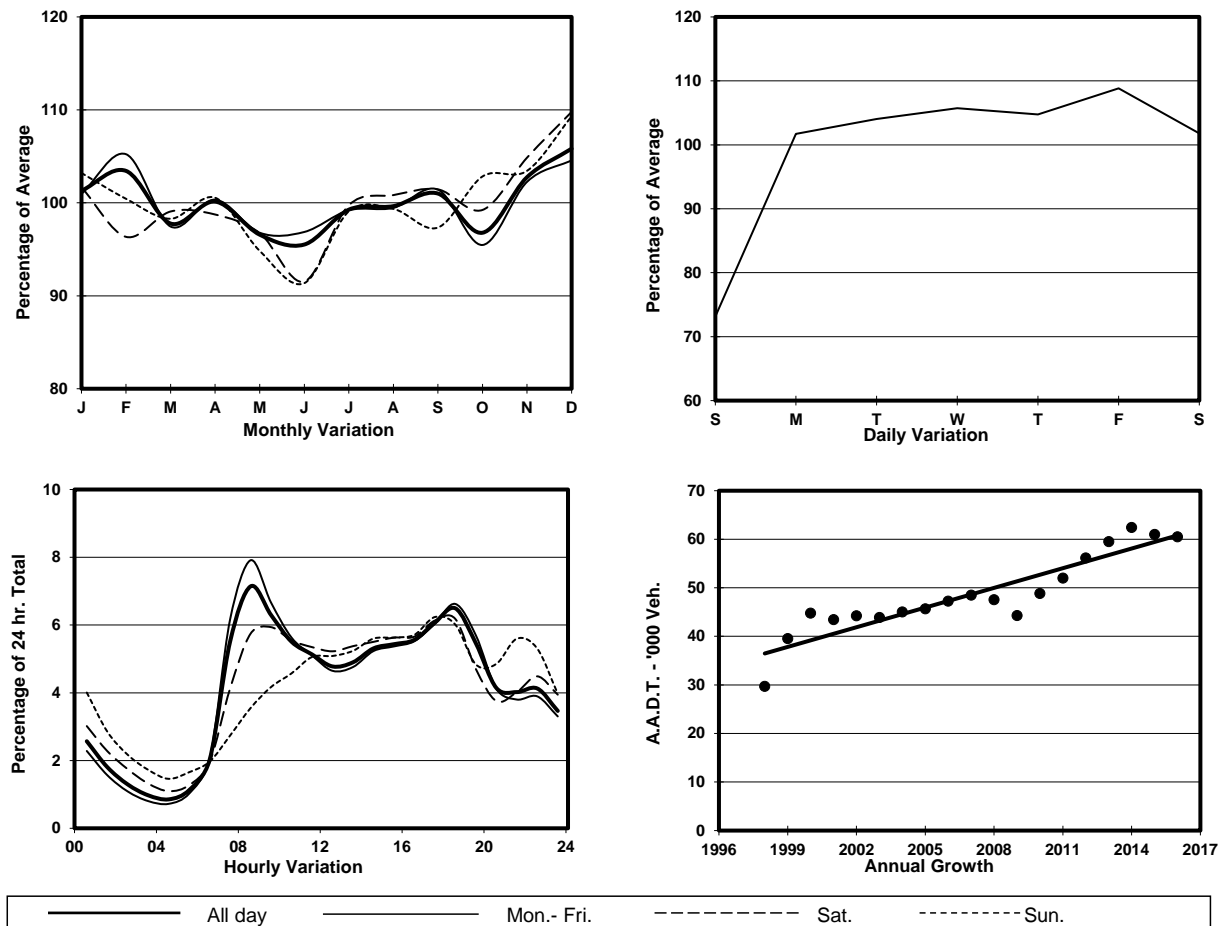 Percentage of Average
120
110
100
90
80
J F M A M J J A S O N D
Monthly Variation
Percentage of Average
120
110
100
90
80
70
60
S M T W T F S
Daily Variation
Percentage of 24 hr. Total
10
8
6
4
2
0
00 04 08 12 16 20 24
Hourly Variation
A.A.D.T. - '000 Veh.
70
60
50
40
30
20
10
0
1996 1999 2002 2005 2008 2011 2014 2017
Annual Growth
All day Mon.- Fri. Sat. Sun.